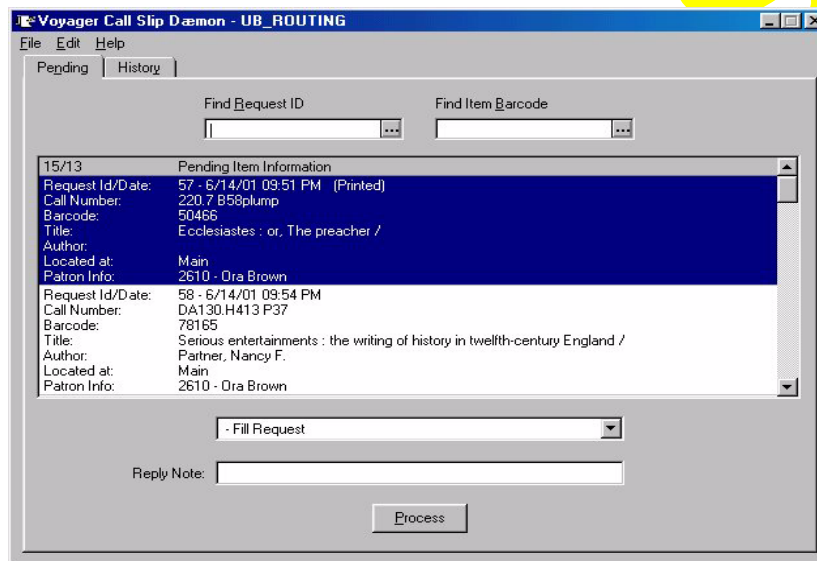 Voyager Call Slip Dæmon - UB_ROUTING
File Edit Help
Pending History
Find Request ID Find Item Barcode
... ...
15/13 Pending Item Information
Request Id/Date: 57 - 6/14/01 09:51 PM (Printed)
Call Number: 220.7 B58plump
Barcode: 50466
Title: Ecclesiastes : or, The preacher /
Author:
Located at: Main
Patron Info: 2610 - Ora Brown
Request Id/Date: 58 - 6/14/01 09:54 PM
Call Number: DA130.H413 P37
Barcode: 78165
Title: Serious entertainments : the writing of history in twelfth-century England /
Author: Partner, Nancy F.
Located at: Main
Patron Info: 2610 - Ora Brown
- Fill Request
Reply Note:
Process